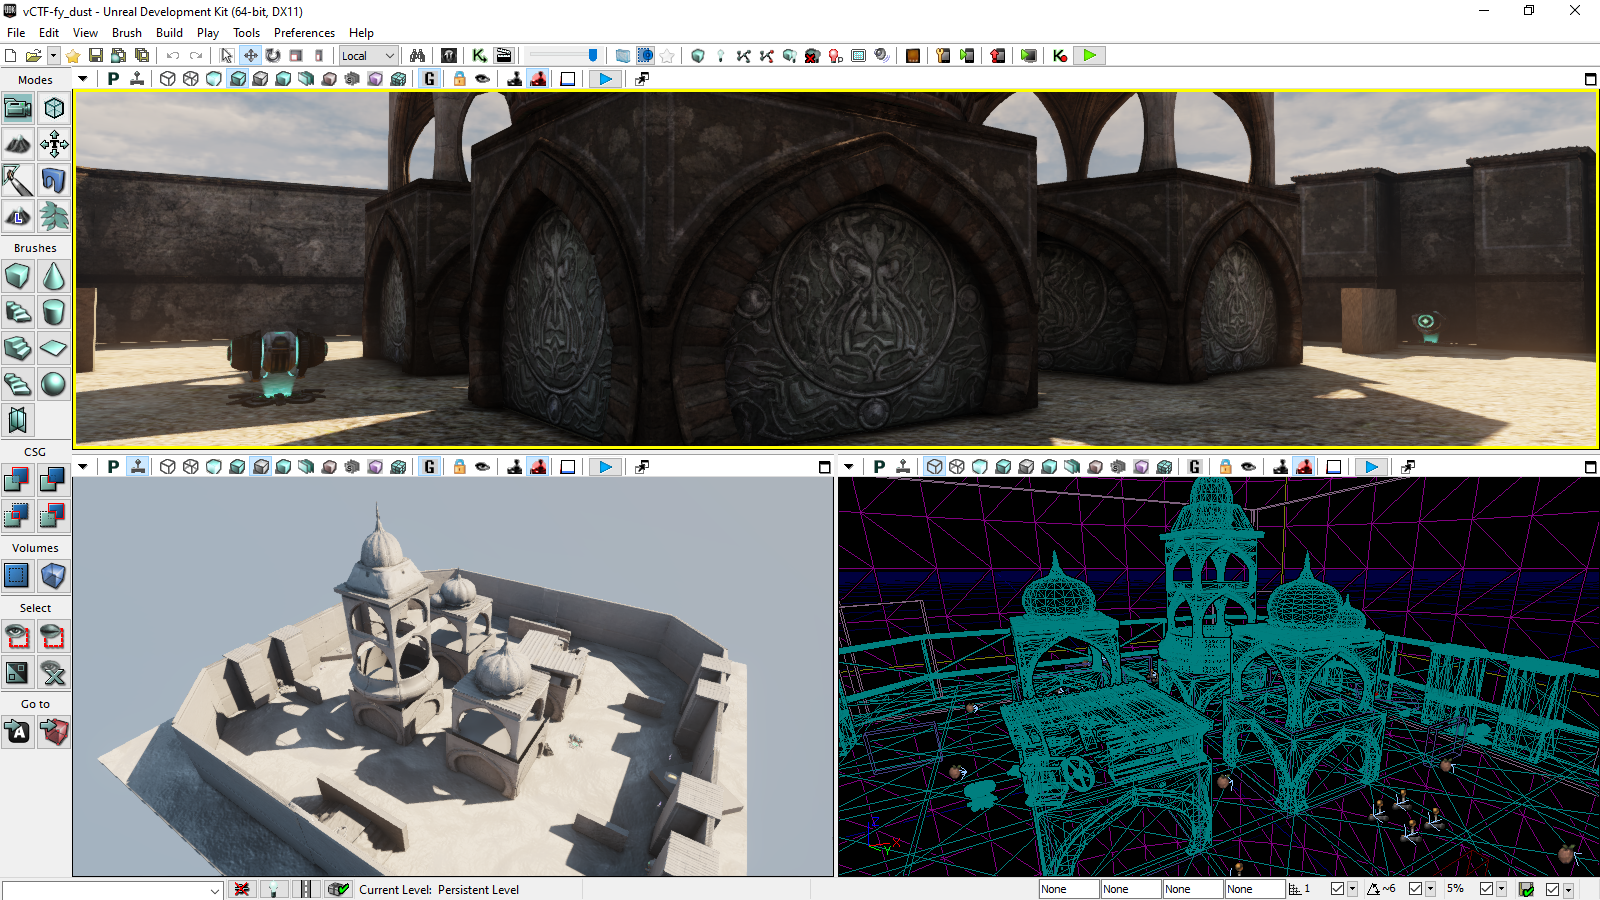 vCTF-fy_dust - Unreal Development Kit (64-bit, DX11)
File Edit View Brush Build Play Tools Preferences Help
Local
Modes
P G
Brushes
CSG
P G
P G
Volumes
Select
Go to
Current Level: Persistent Level
None None None None 1 ~6 5%